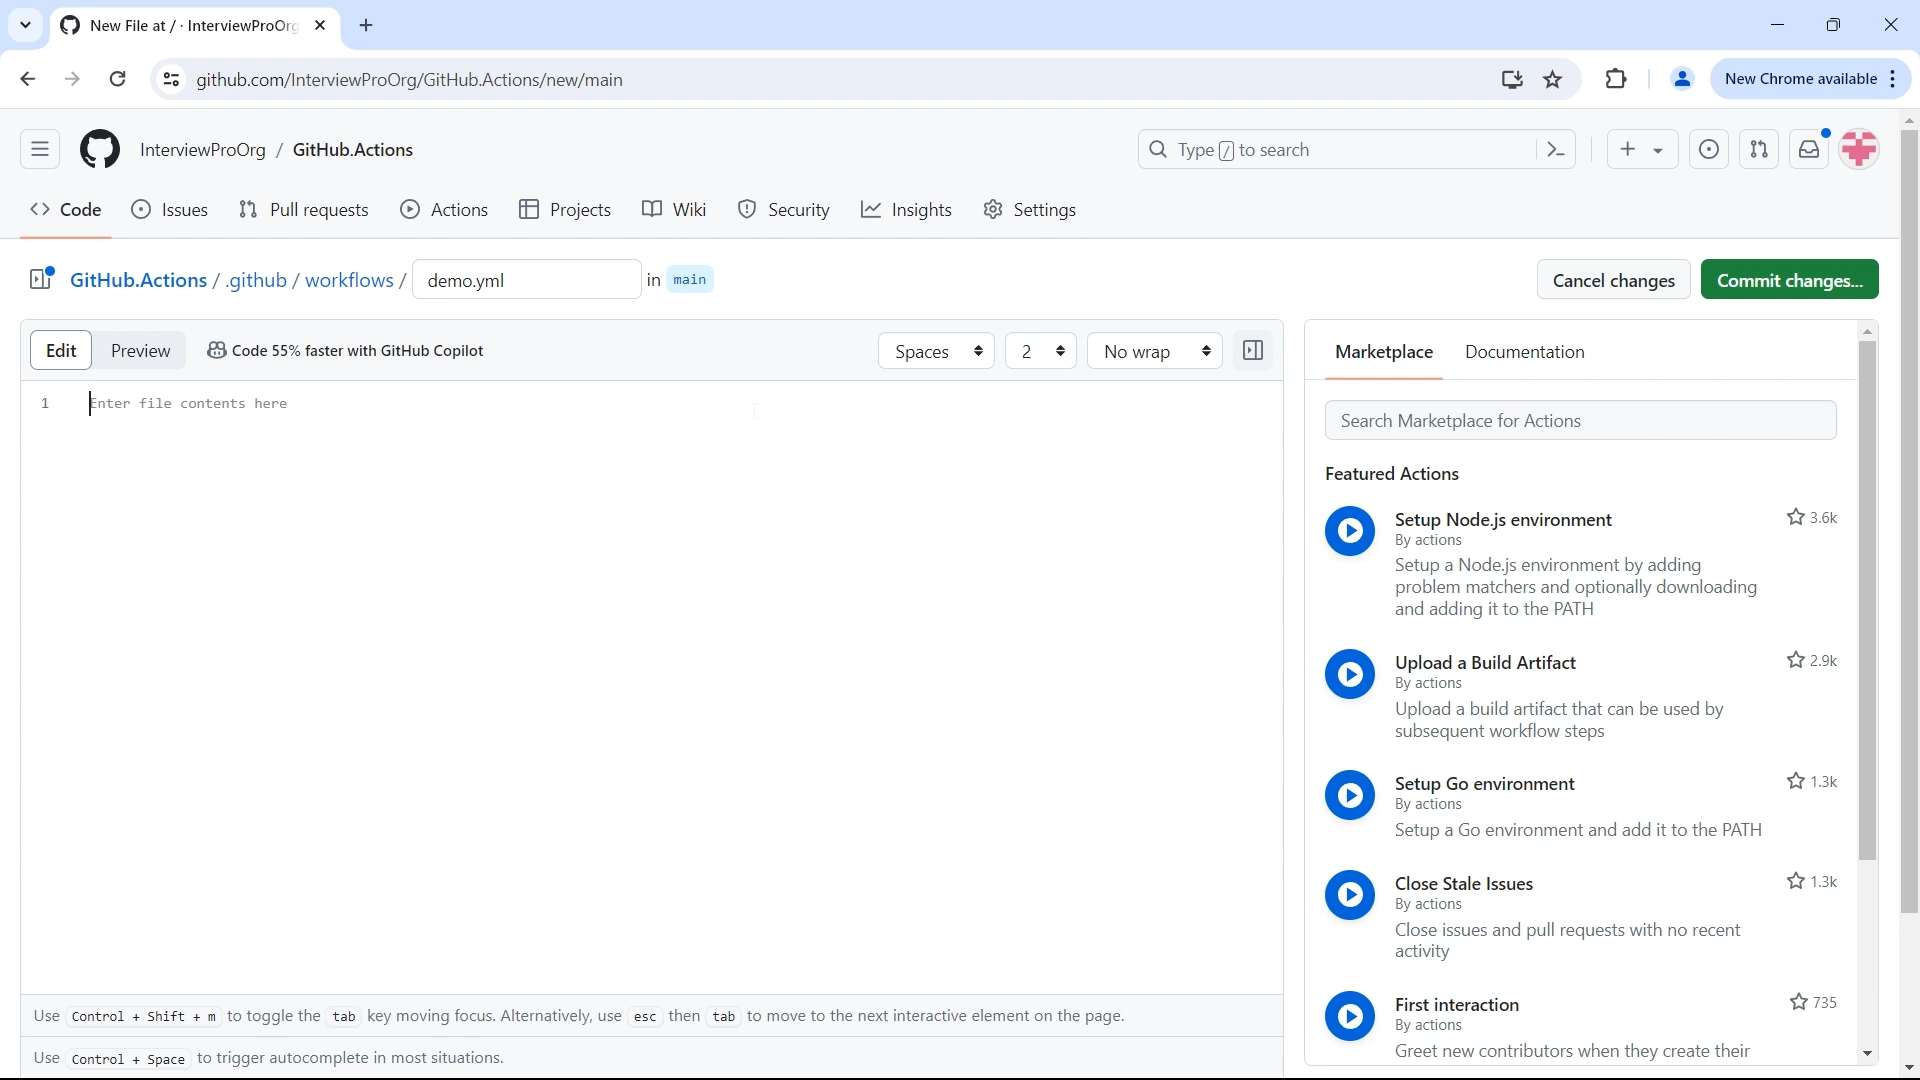 New File at / · InterviewProOrg
github.com/InterviewProOrg/GitHub.Actions/new/main
New Chrome available
InterviewProOrg / GitHub.Actions
Type / to search
Code Issues Pull requests Actions Projects Wiki Security Insights Settings
GitHub.Actions / .github / workflows / demo.yml in main
Cancel changes Commit changes...
Edit Preview Code 55% faster with GitHub Copilot Spaces 2 No wrap
1 Enter file contents here
Use Control + Shift + m to toggle the tab key moving focus. Alternatively, use esc then tab to move to the next interactive element on the page.
Use Control + Space to trigger autocomplete in most situations.
Marketplace Documentation
Search Marketplace for Actions
Featured Actions
Setup Node.js environment 3.6k
By actions
Setup a Node.js environment by adding
problem matchers and optionally downloading
and adding it to the PATH
Upload a Build Artifact 2.9k
By actions
Upload a build artifact that can be used by
subsequent workflow steps
Setup Go environment 1.3k
By actions
Setup a Go environment and add it to the PATH
Close Stale Issues 1.3k
By actions
Close issues and pull requests with no recent
activity
First interaction 735
By actions
Greet new contributors when they create their